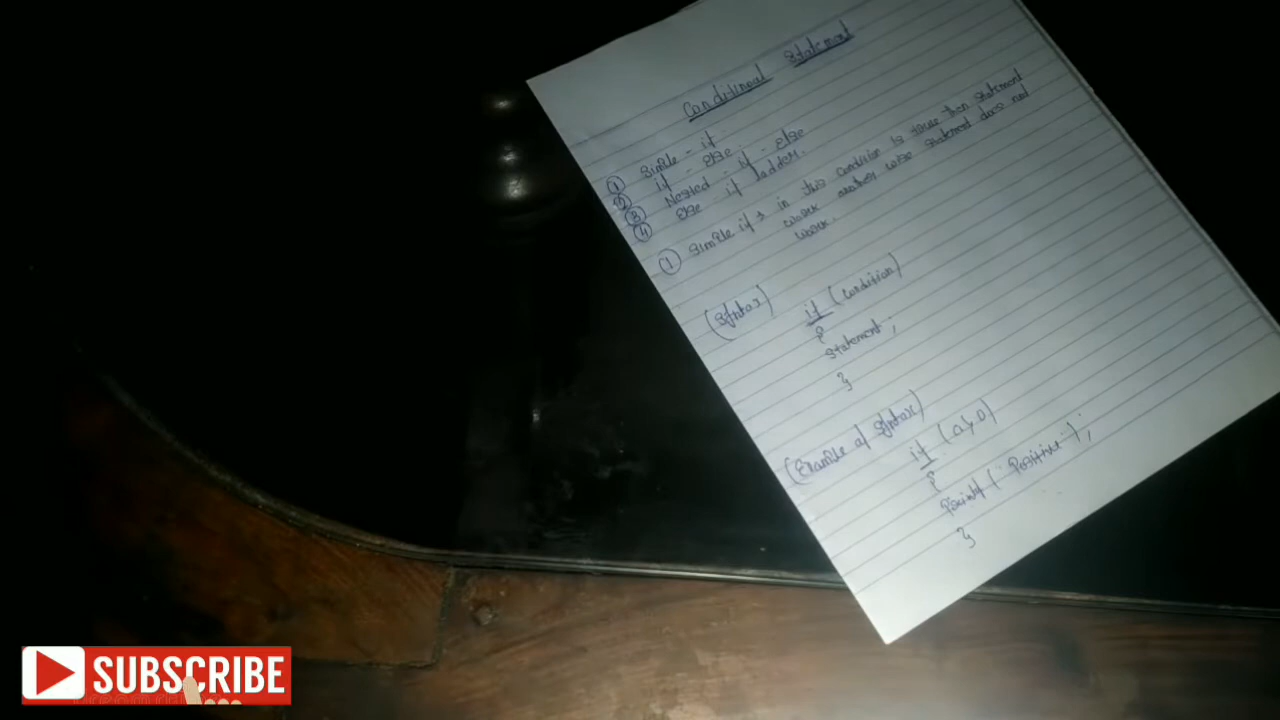 Conditional Statement
① Simple - if
② if - else.
③ Nested - if - else
④ else - if ladder.
① Simple if → in this condition is true then statement
work another wise statement does not
work.
(Syntax) if (condition)
{
statement;
}
(Example of Syntax)
if (a>0)
{
Printf ("Positive");
}
SUBSCRIBE